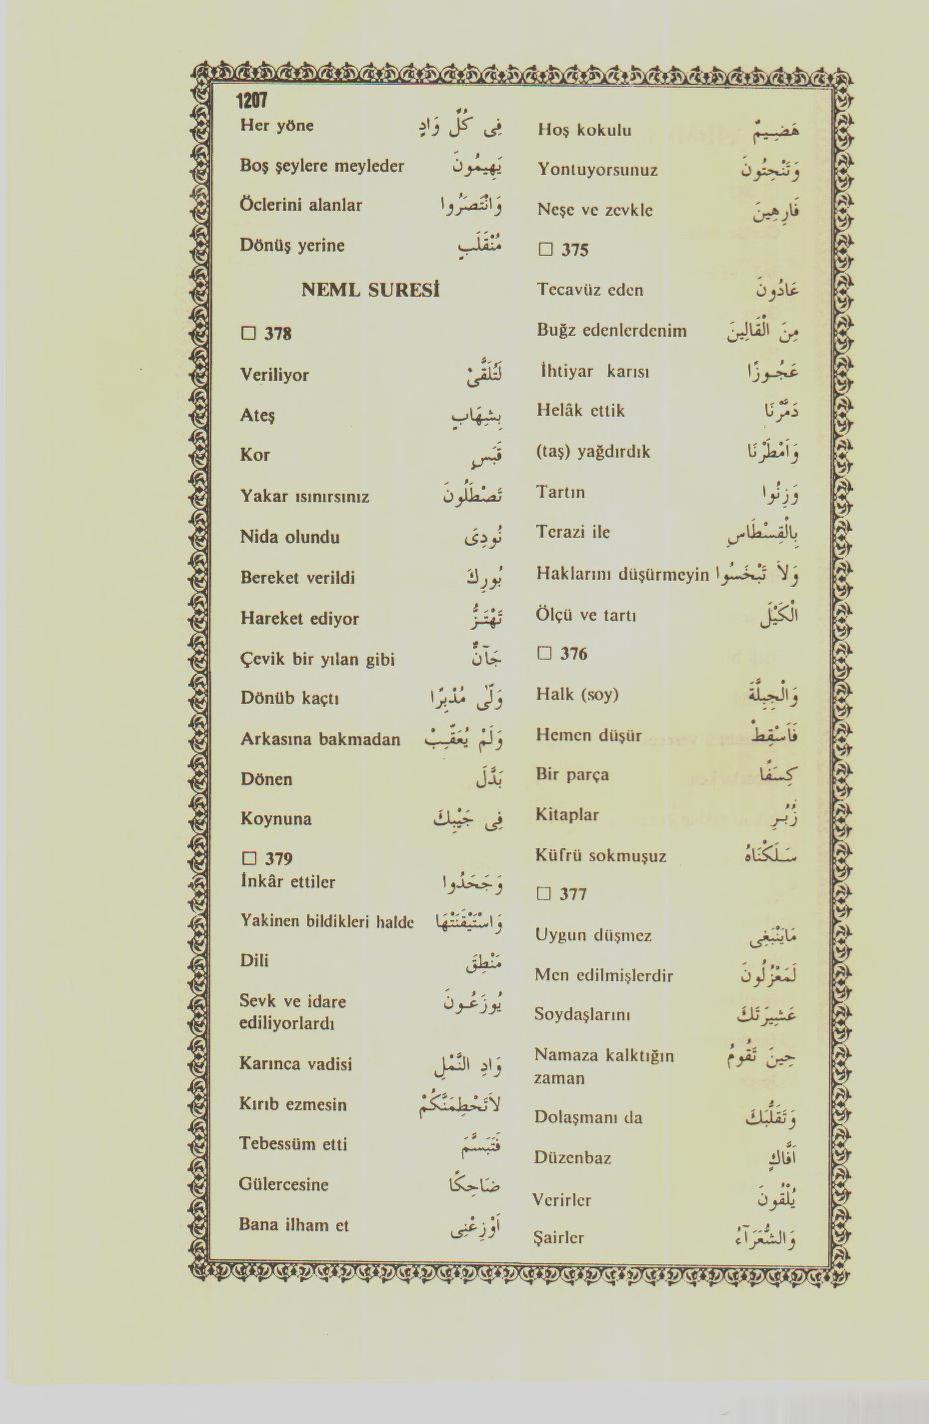 1207
Hoş kokulu هَضِيمٌ
Yontuyorsunuz وَتَنْحِتُونَ
Neşe ve zevkle فَارِهِينَ
□ 375
Tecavüz eden عَادُونَ
Buğz edenlerdenim مِنَ الْقَالِينَ
İhtiyar karısı عَجُوزًا
Helâk ettik دَمَّرْنَا
(taş) yağdırdık وَاَمْطَرْنَا
Tartın وَزِنُوا
Terazi ile بِالْقِسْطَاسِ
Haklarını düşürmeyin وَلَا تَبْخَسُوا
Ölçü ve tartı الْكَيْلَ
□ 376
Halk (soy) وَالْجِبِلَّةَ
Hemen düşür فَاَسْقِطْ
Bir parça كِسَفًا
Kitaplar زُبُرِ
Küfrü sokmuşuz سَلَكْنَاهُ
□ 377
Uygun düşmez مَايَنْبَغِى
Men edilmişlerdir لَمَعْزُلُونَ
Soydaşlarını عَشِيرَتَكَ
Namaza kalktığın حِينَ تَقُومُ
zaman
Dolaşmanı da وَتَقَلُّبَكَ
Düzenbaz اَفَّاكٍ
Verirler يُلْقُونَ
Şairler وَالشُّعَرَآءُ
Her yöne فِى كُلِّ وَادٍ
Boş şeylere meyleder يَهِيمُونَ
Öclerini alanlar وَانْتَصَرُوا
Dönüş yerine مُنْقَلَبٍ
NEML SURESİ
□ 378
Veriliyor لَتُلَقَّىْ
Ateş بِشِهَابٍ
Kor قَبَسٍ
Yakar ısınırsınız تَصْطَلُونَ
Nida olundu نُودِىَ
Bereket verildi بُورِكَ
Hareket ediyor تَهْتَزُّ
Çevik bir yılan gibi جَآنٌّ
Dönüb kaçtı وَلّٰى مُدْبِرًا
Arkasına bakmadan وَلَمْ يُعَقِّبْ
Dönen بَدَّلَ
Koynuna فِى جَيْبِكَ
□ 379
İnkâr ettiler وَجَحَدُوا
Yakinen bildikleri halde وَاسْتَيْقَنَتْهَا
Dili مَنْطِقَ
Sevk ve idare يُوزَعُونَ
ediliyorlardı
Karınca vadisi وَادِ النَّمْلِ
Kırıb ezmesin لَاتَحْطِمَنَّكُمْ
Tebessüm etti فَتَبَسَّمَ
Gülercesine ضَاحِكًا
Bana ilham et اَوْزِعْنِى